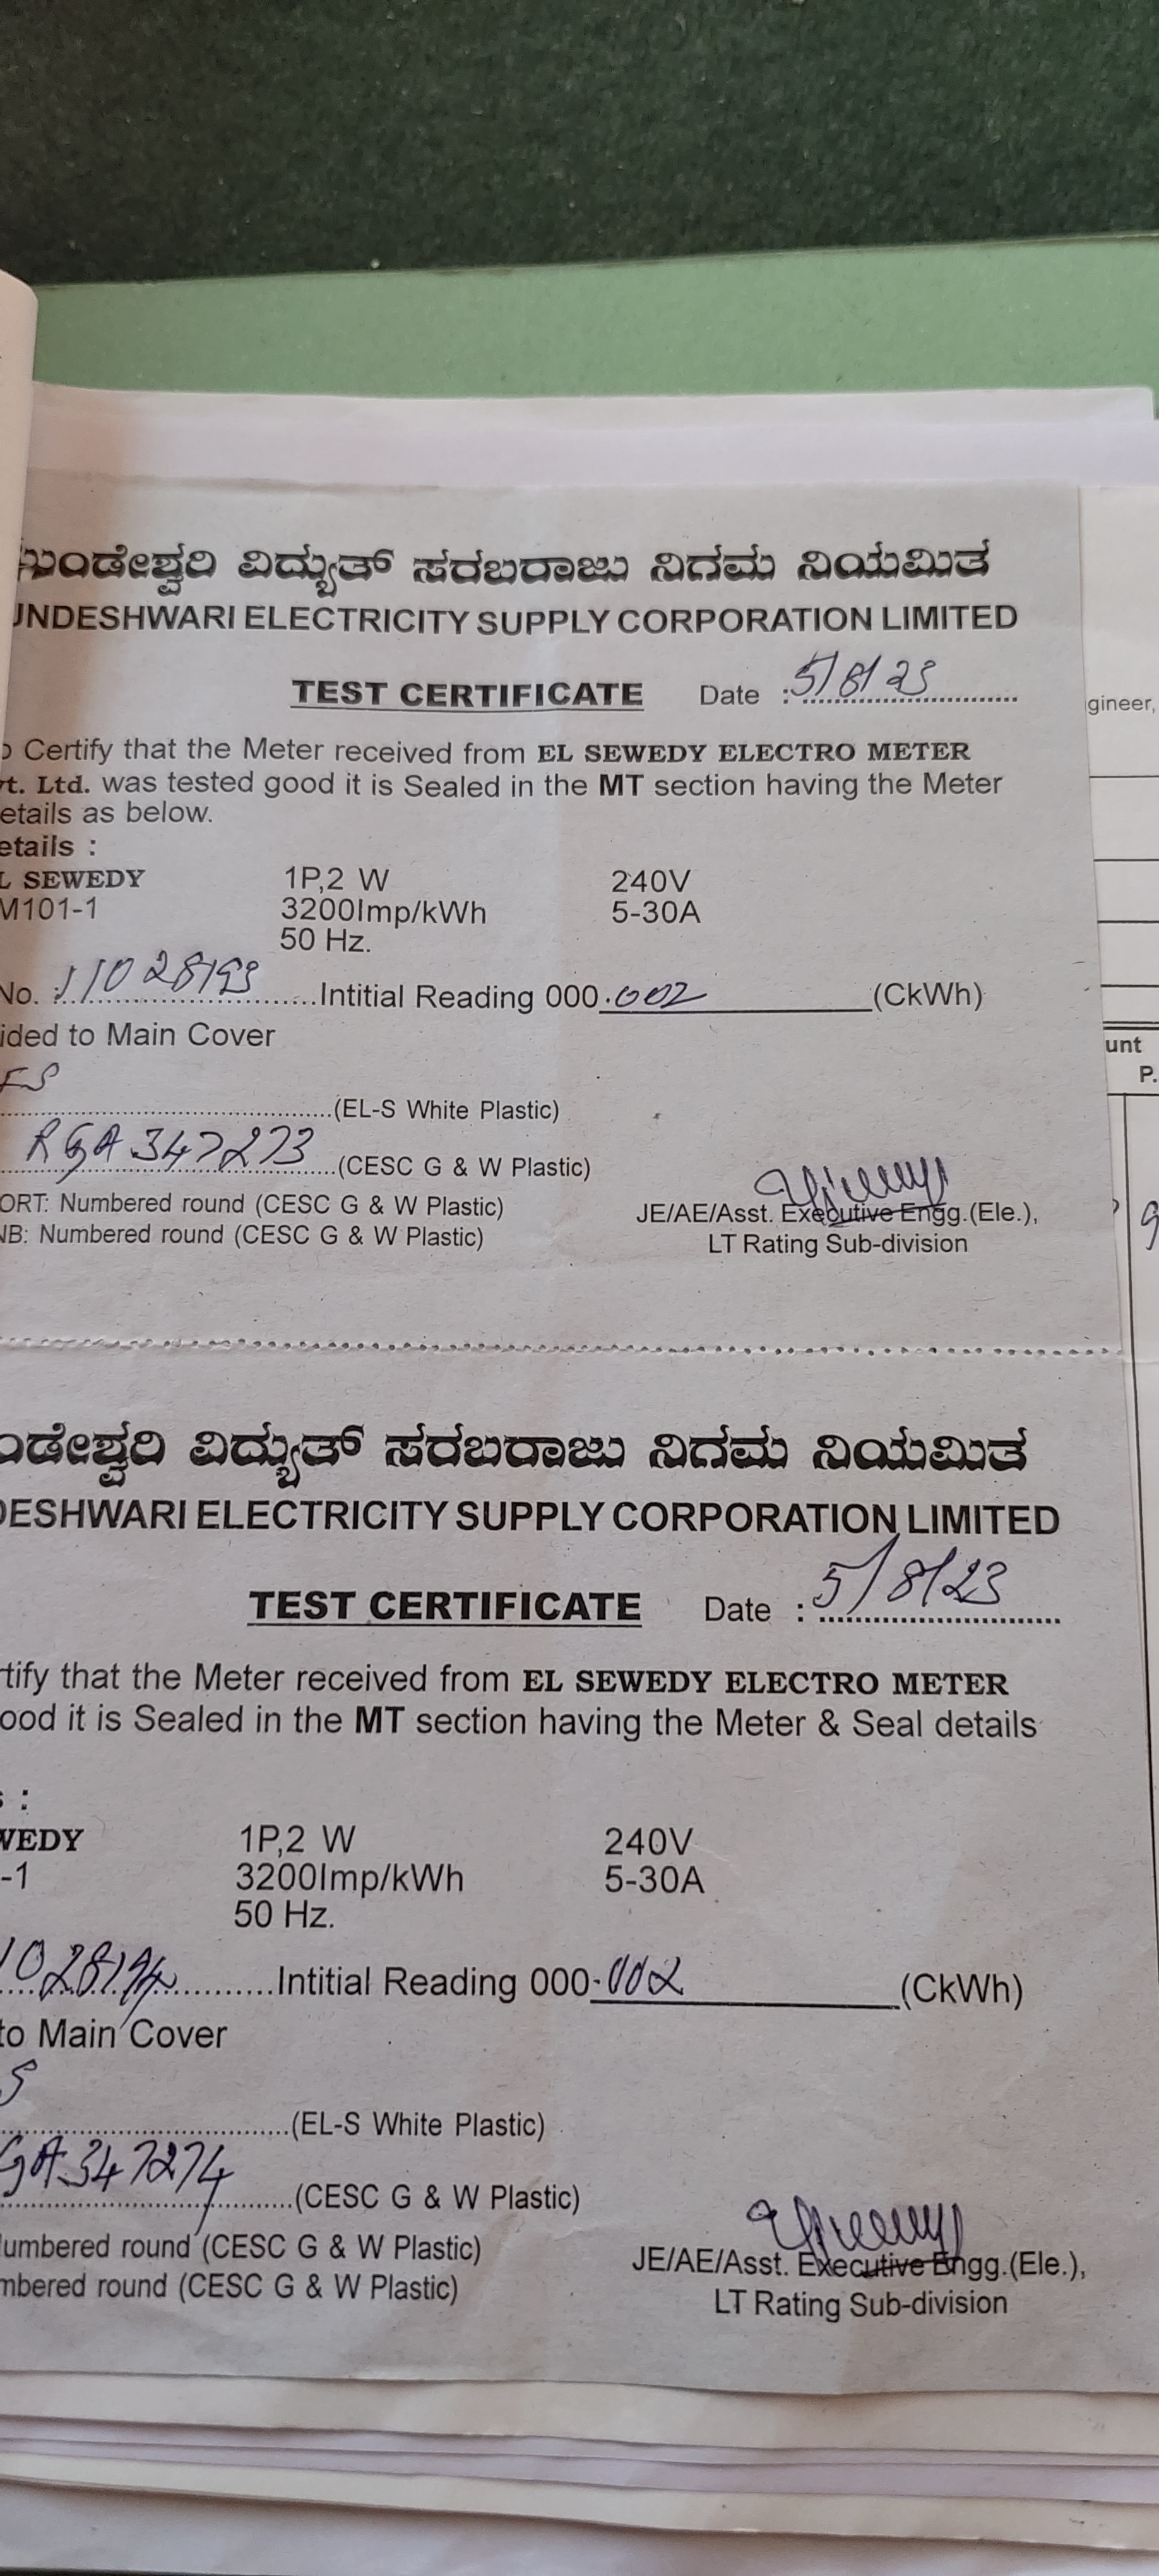 ಮುಂಡೇಶ್ವರಿ ವಿದ್ಯುತ್ ಸರಬರಾಜು ನಿಗಮ ನಿಯಮಿತ
UNDESHWARI ELECTRICITY SUPPLY CORPORATION LIMITED
TEST CERTIFICATE Date : 5/8/23
gineer,
o Certify that the Meter received from EL SEWEDY ELECTRO METER
vt. Ltd. was tested good it is Sealed in the MT section having the Meter
etails as below.
etails :
L SEWEDY 1P,2 W 240V
M101-1 3200Imp/kWh 5-30A
50 Hz.
No. : 11028193 Intitial Reading 000.002 (CkWh)
ided to Main Cover
unt
P.
(EL-S White Plastic)
RGA 347273 (CESC G & W Plastic)
ORT: Numbered round (CESC G & W Plastic)
NB: Numbered round (CESC G & W Plastic)
JE/AE/Asst. Executive Engg.(Ele.),
LT Rating Sub-division
ಂಡೇಶ್ವರಿ ವಿದ್ಯುತ್ ಸರಬರಾಜು ನಿಗಮ ನಿಯಮಿತ
DESHWARI ELECTRICITY SUPPLY CORPORATION LIMITED
TEST CERTIFICATE Date : 5/8/23
rtify that the Meter received from EL SEWEDY ELECTRO METER
ood it is Sealed in the MT section having the Meter & Seal details
s :
WEDY 1P,2 W 240V
-1 3200Imp/kWh 5-30A
50 Hz.
1028194 Intitial Reading 000.002 (CkWh)
to Main Cover
S
(EL-S White Plastic)
GA 347274 (CESC G & W Plastic)
umbered round (CESC G & W Plastic)
mbered round (CESC G & W Plastic)
JE/AE/Asst. Executive Engg.(Ele.),
LT Rating Sub-division